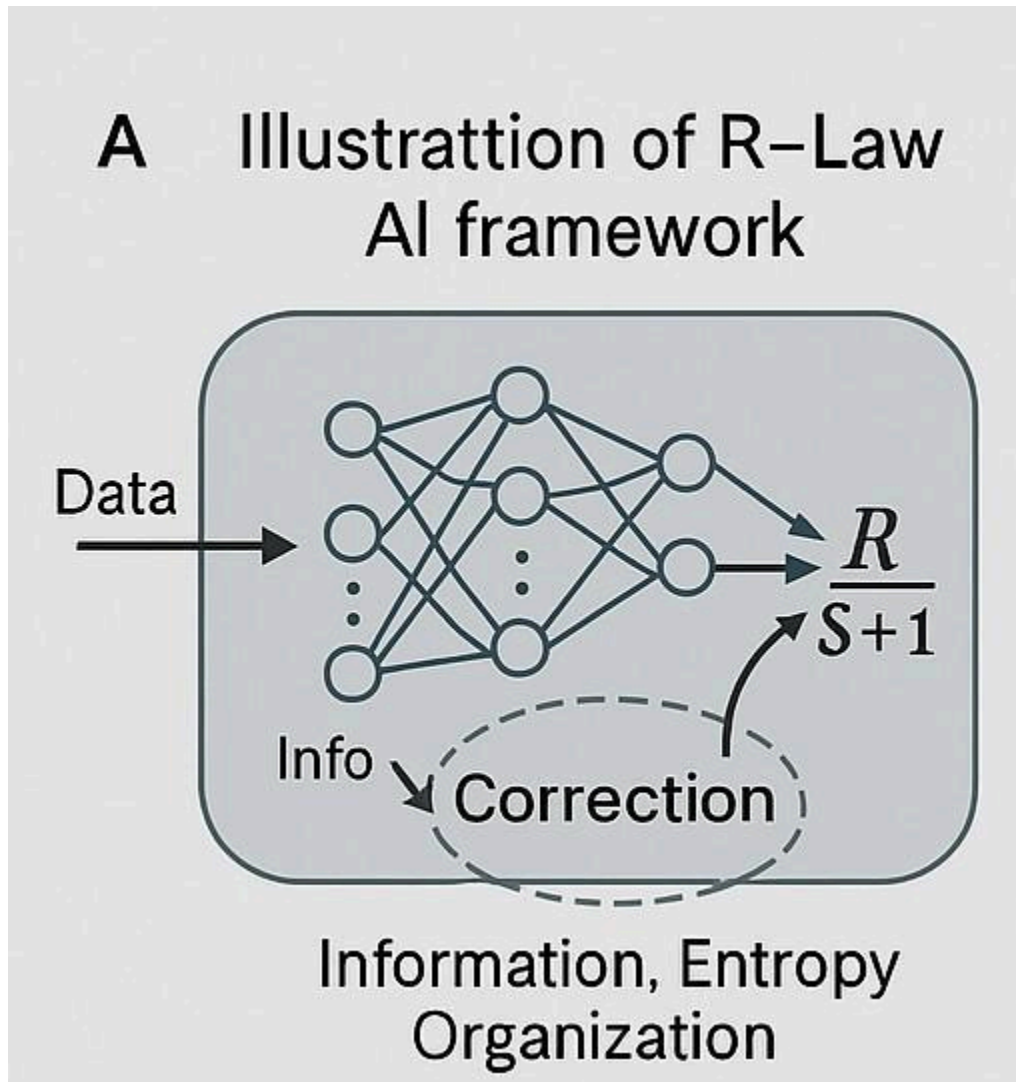 A Illustrattion of R–Law
AI framework
Data
R
S+1
Info
Correction
Information, Entropy
Organization